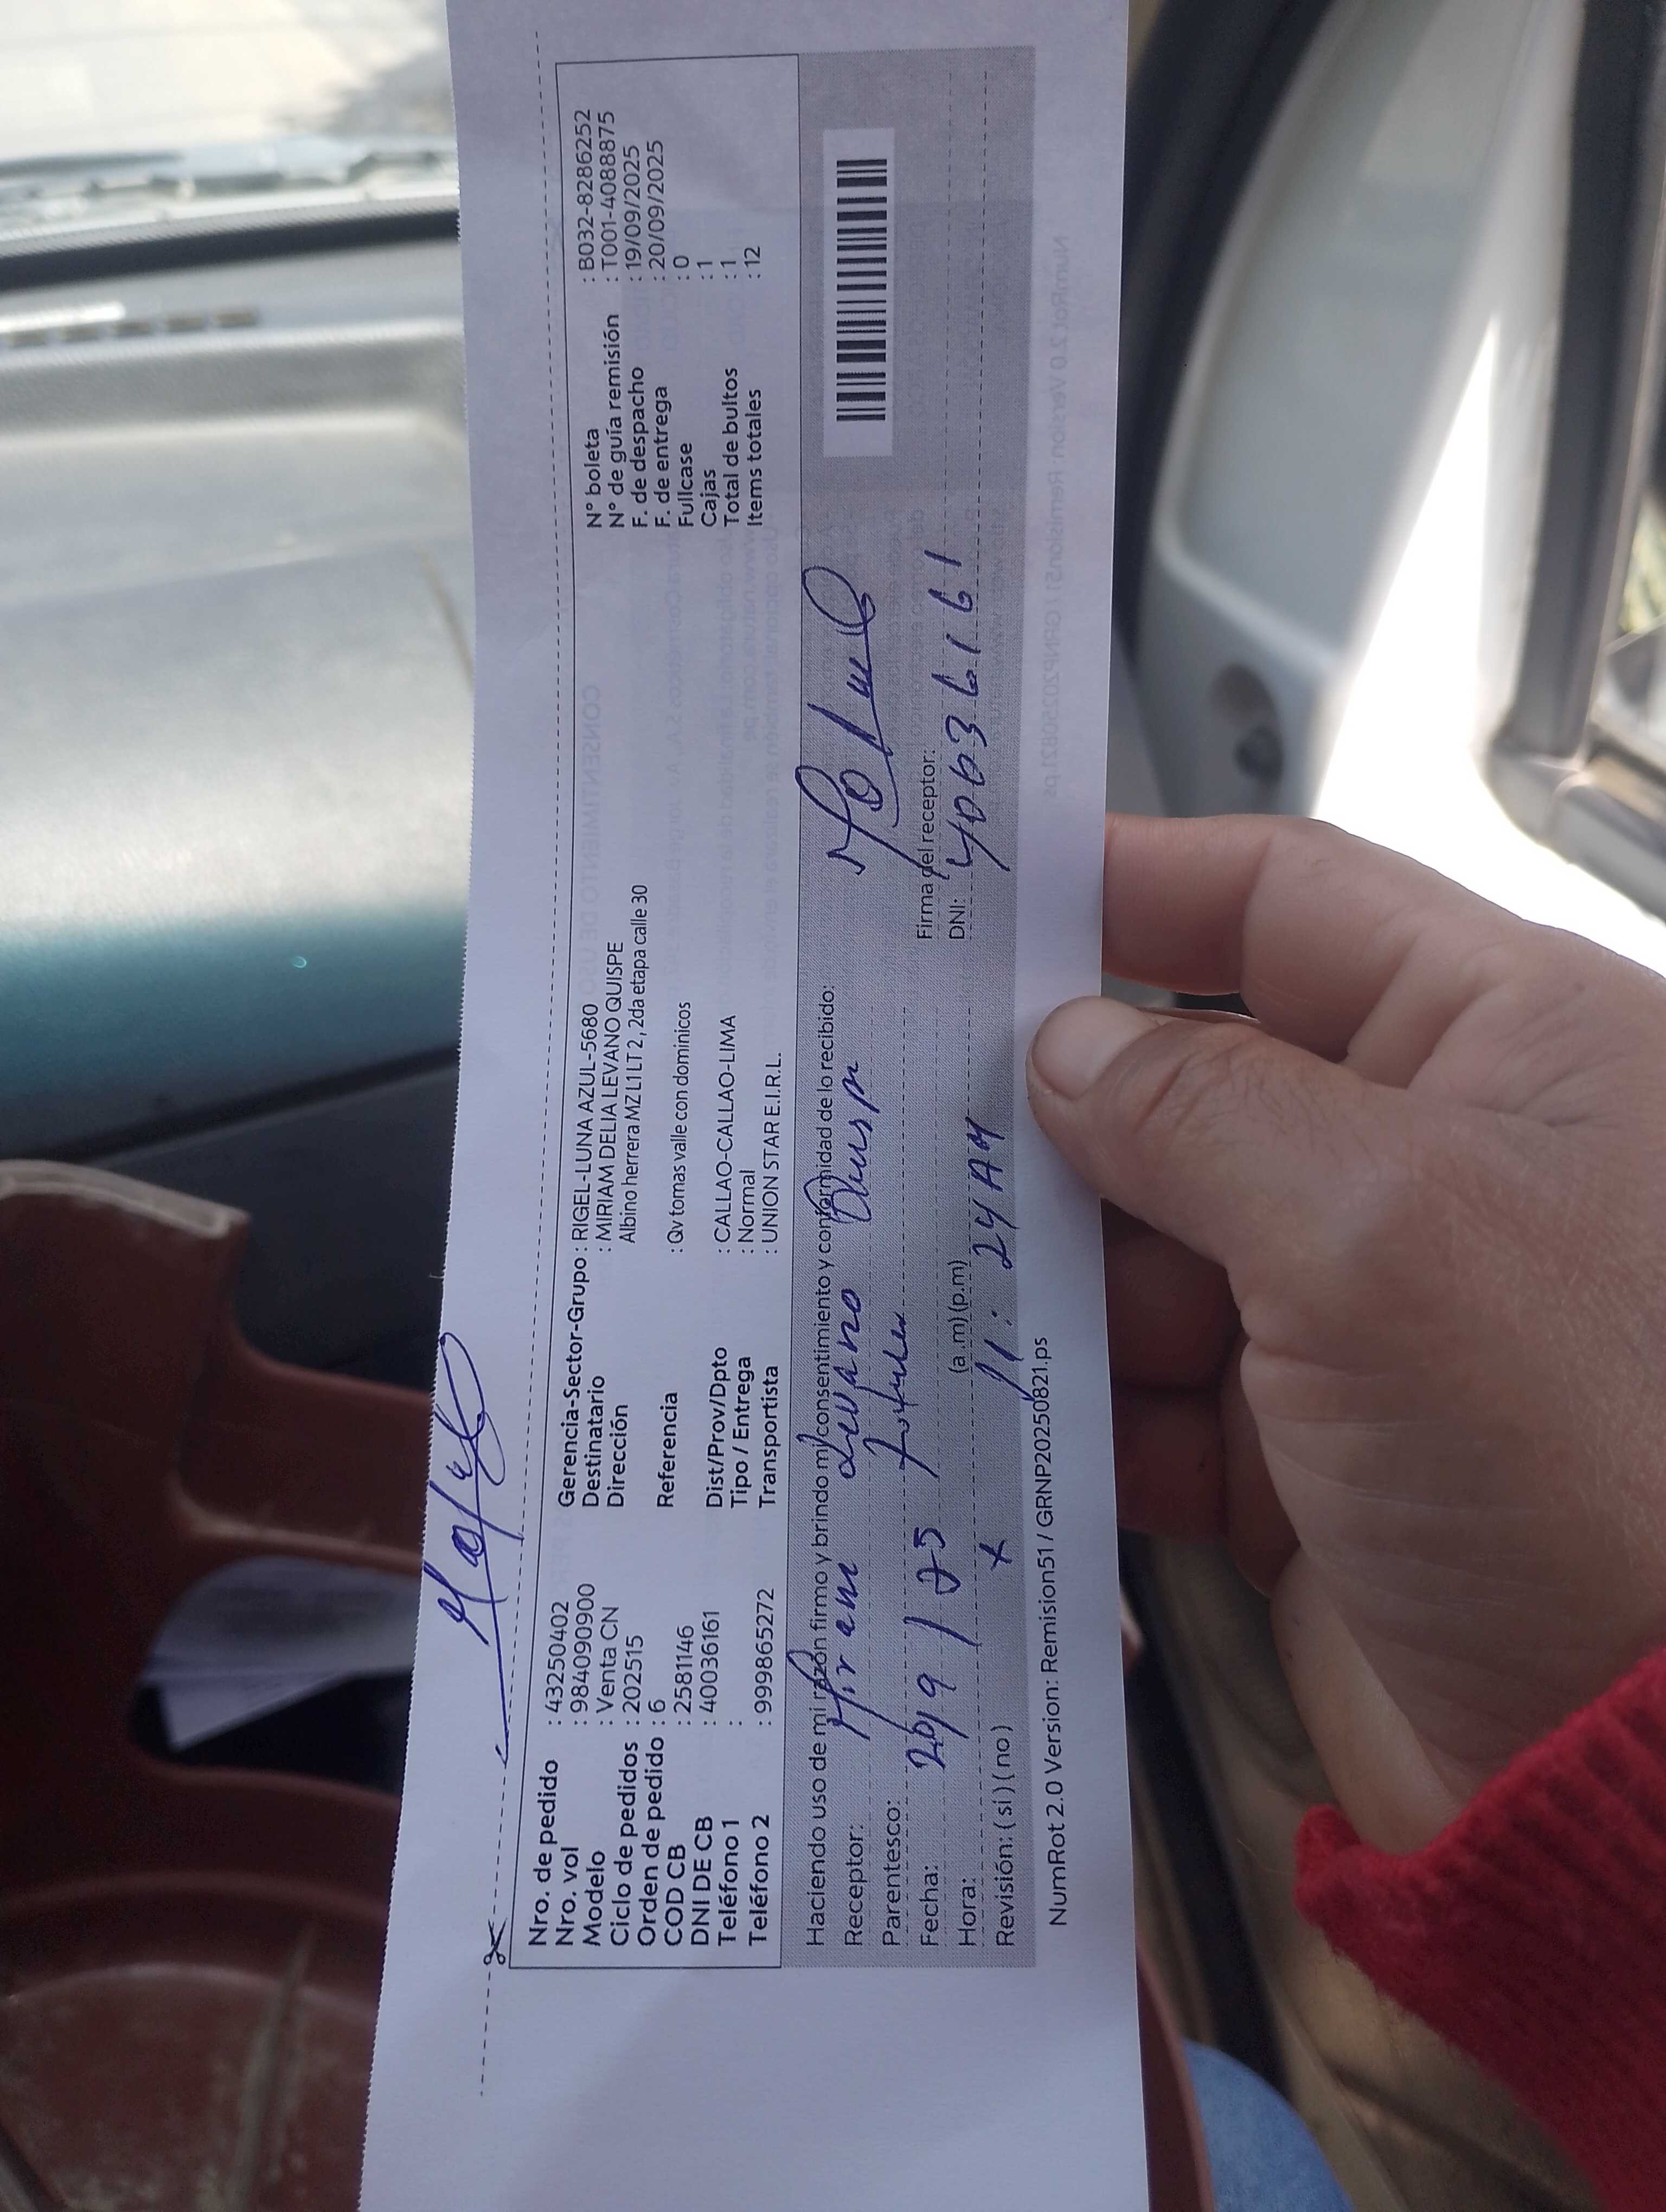 Nro. de pedido : 43250402
Nro. vol : 9840909​00
Modelo : Venta CN
Ciclo de pedidos : 202515
Orden de pedido : 6
COD CB : 2581146
DNI DE CB : 40036161
Teléfono 1 :
Teléfono 2 : 999865272
Gerencia-Sector-Grupo : RIGEL-LUNA AZUL-5680
Destinatario : MIRIAM DELIA LEVANO QUISPE
Dirección Albino herrera MZ L1 LT 2 , 2da etapa calle 30
Referencia : Qv tomas valle con dominicos
Dist/Prov/Dpto : CALLAO-CALLAO-LIMA
Tipo / Entrega : Normal
Transportista : UNION STAR E.I.R.L.
N° boleta : B032-8286252
N° de guía remisión : T001-4088875
F. de despacho : 19/09/2025
F. de entrega : 20/09/2025
Fullcase : 0
Cajas : 1
Total de bultos : 1
Items totales : 12
Haciendo uso de mi razón firmo y brindo mi consentimiento y conformidad de lo recibido:
Receptor: Miriam Levano
Parentesco:
Fecha: 20/9/25
Hora: (a .m) (p.m) 11: 24 AM
Revisión: ( si ) ( no ) x
Firma del receptor:
DNI: 40036161
NumRot 2.0 Version: Remision51 / GRNP20250821.ps